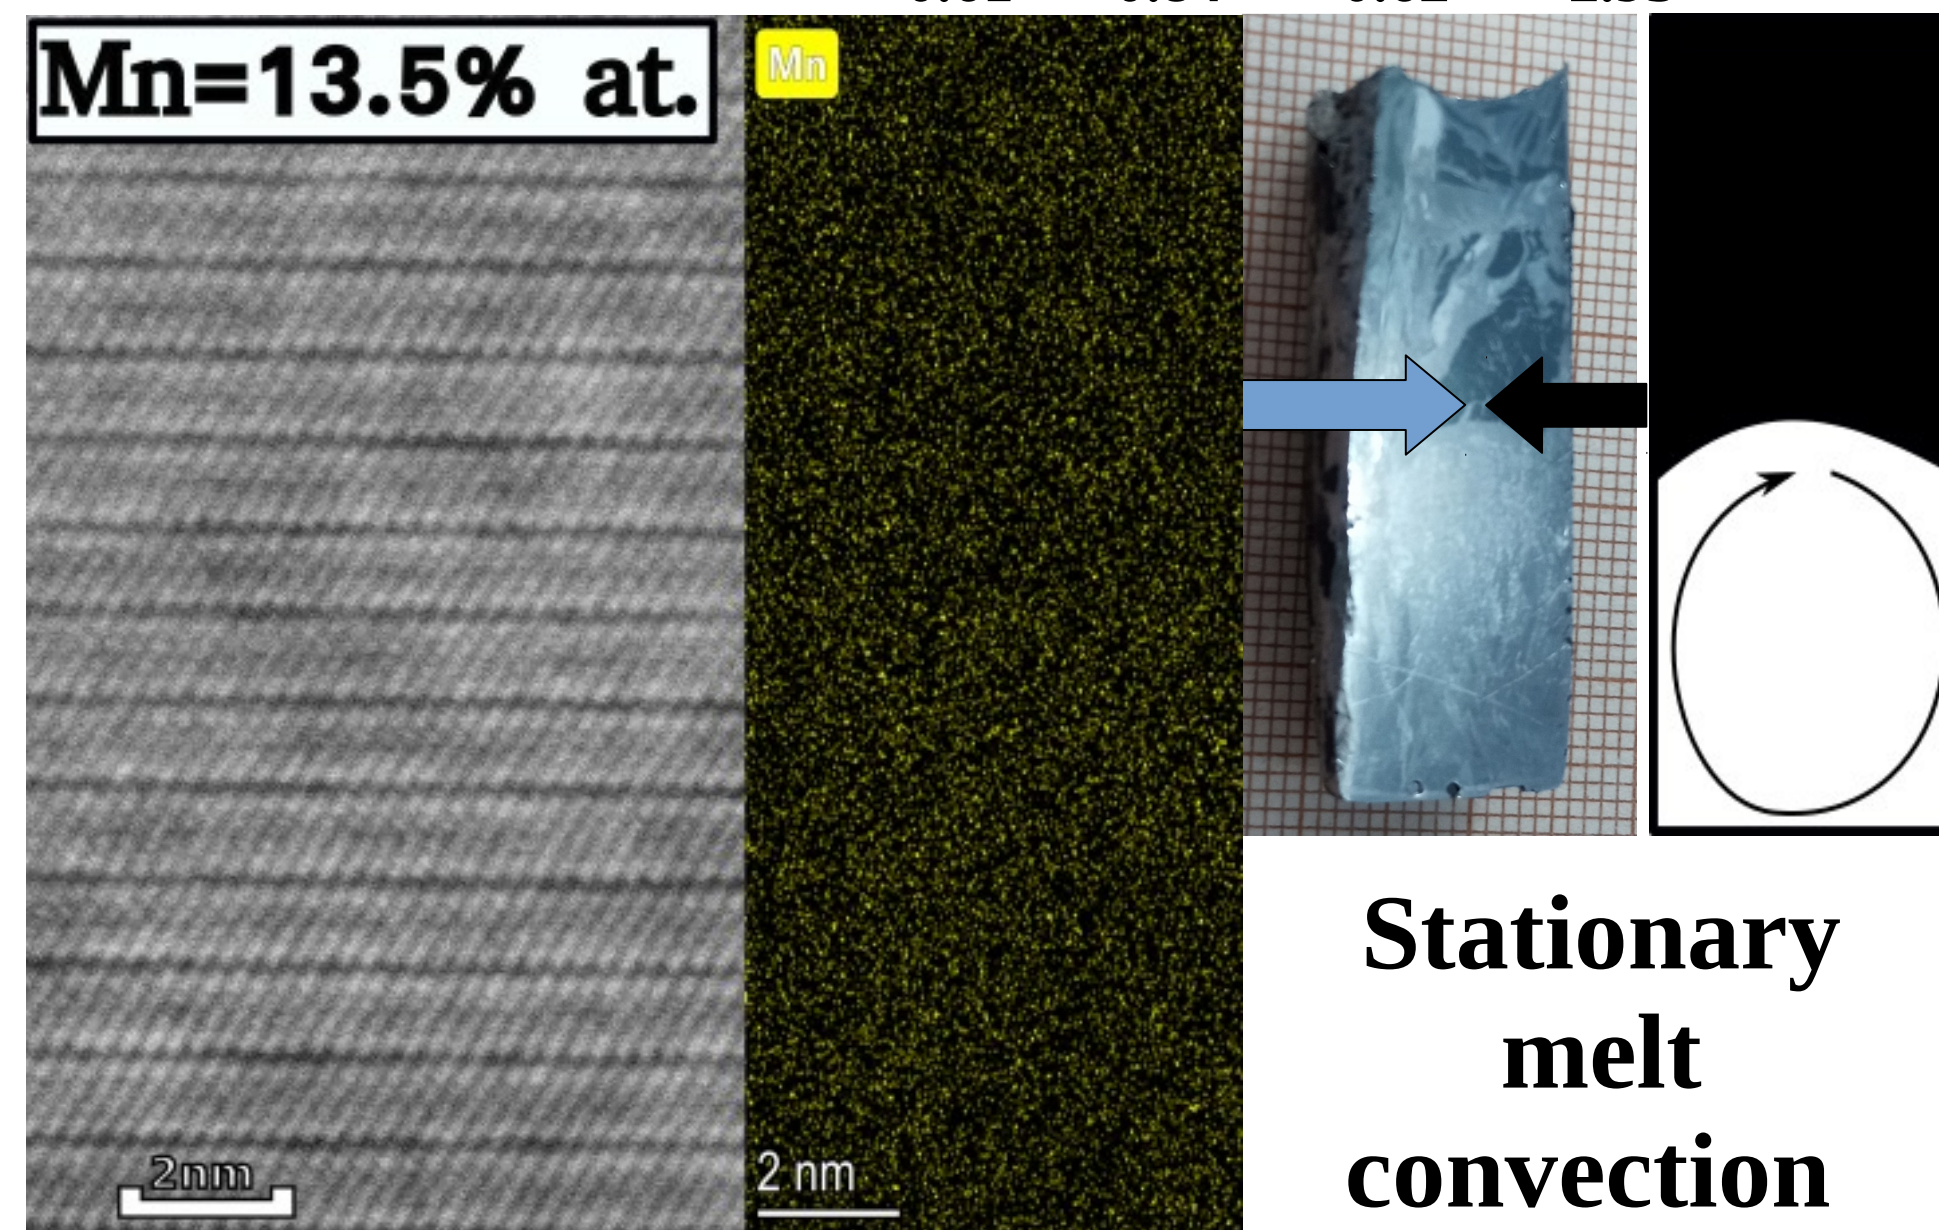 Mn=13.5% at.
Mn
2nm
2 nm
Stationary
melt
convection